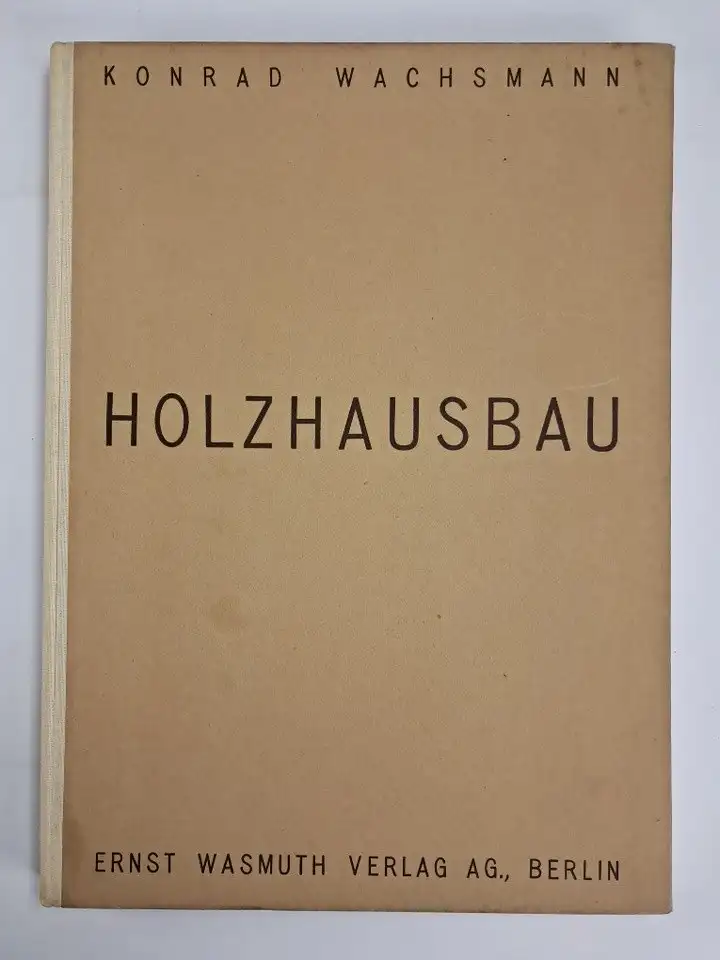 KONRAD WACHSMANN
HOLZHAUSBAU
ERNST WASMUTH VERLAG AG., BERLIN